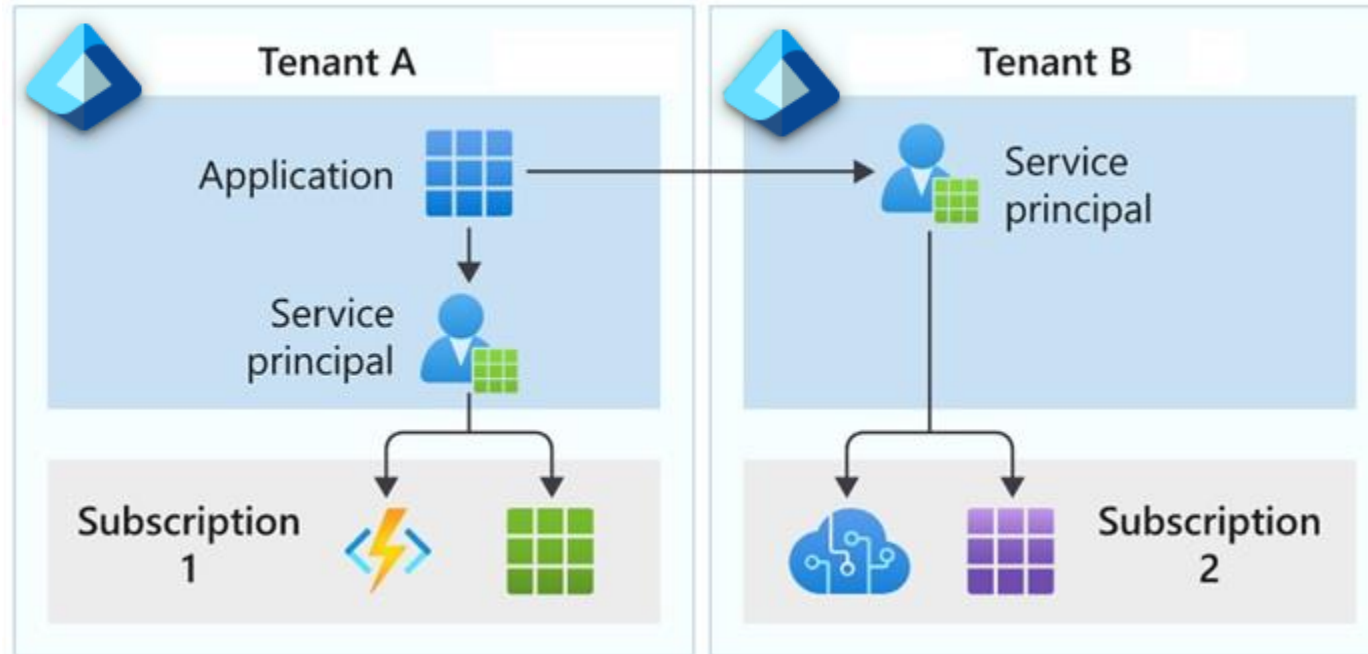 Tenant A
Application
Service
principal
Subscription
1
Tenant B
Service
principal
Subscription
2